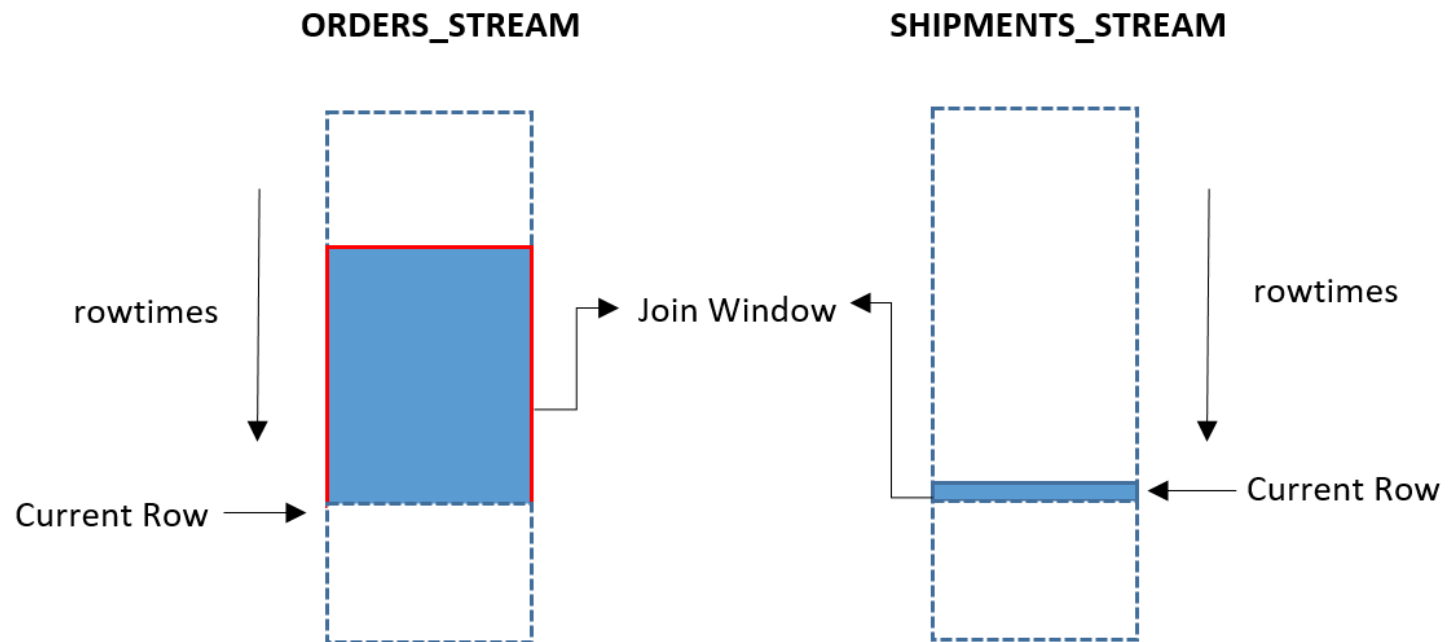 ORDERS_STREAM
SHIPMENTS_STREAM
rowtimes
Join Window
rowtimes
Current Row
Current Row